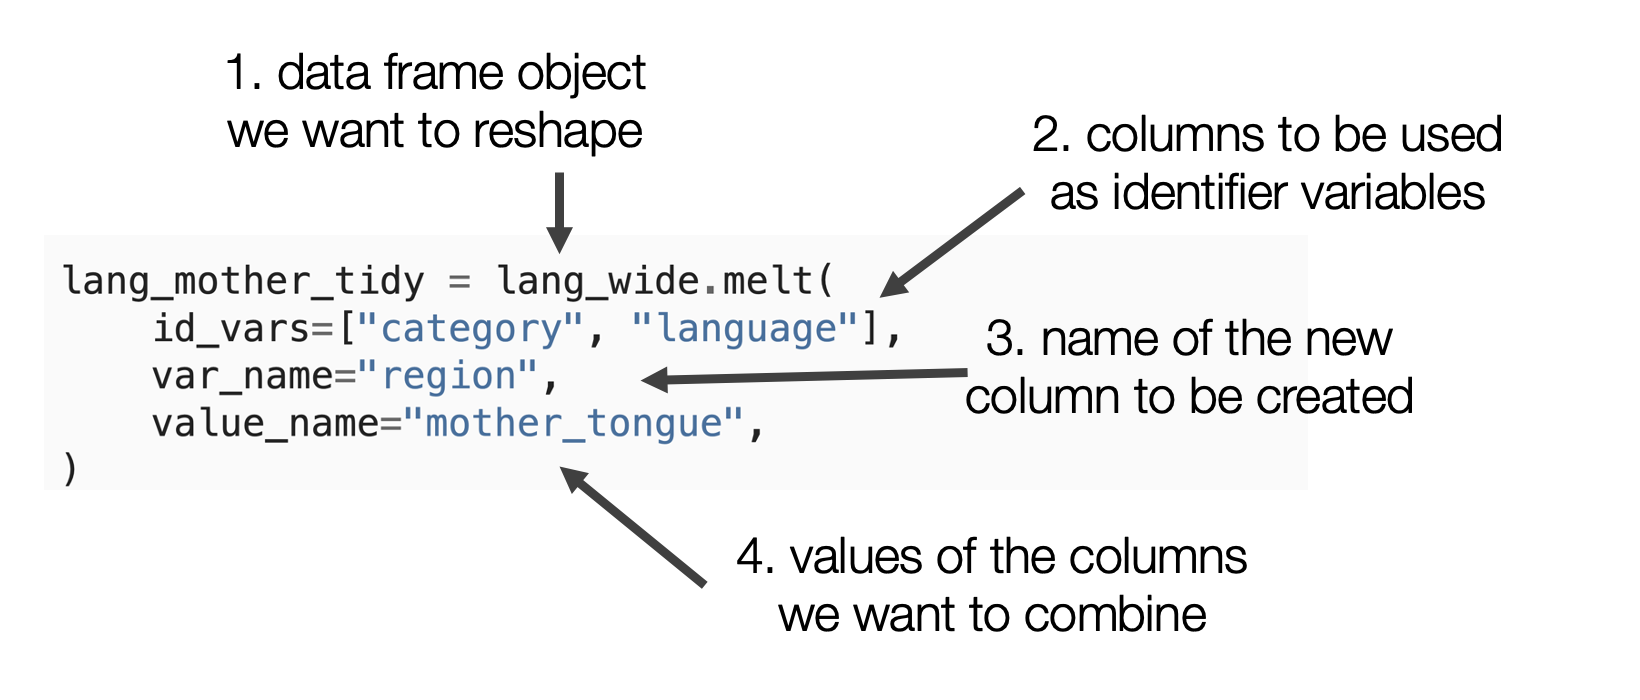 1. data frame object
we want to reshape
2. columns to be used
as identifier variables
lang_mother_tidy = lang_wide.melt(
    id_vars=["category", "language"],
    var_name="region",
    value_name="mother_tongue",
)
3. name of the new
column to be created
4. values of the columns
we want to combine